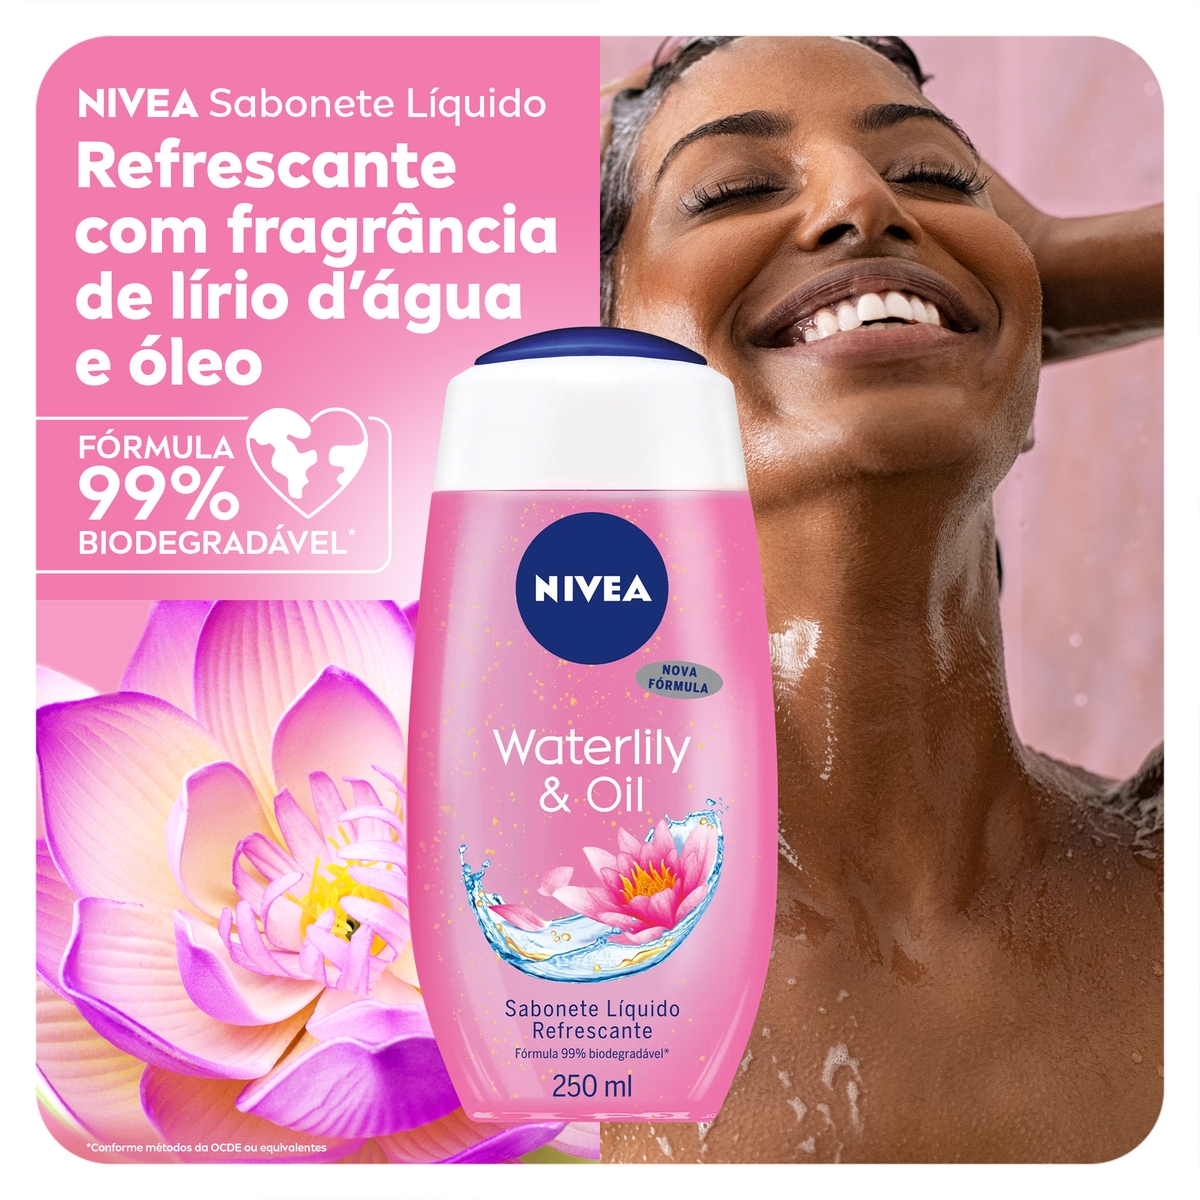 NIVEA Sabonete Líquido
Refrescante
com fragrância
de lírio d'água
e óleo
FÓRMULA
99%
BIODEGRADÁVEL*
NIVEA
NOVA
FÓRMULA
Waterlily
& Oil
Sabonete Líquido
Refrescante
Fórmula 99% biodegradável*
250 ml
*Conforme métodos da OCDE ou equivalentes